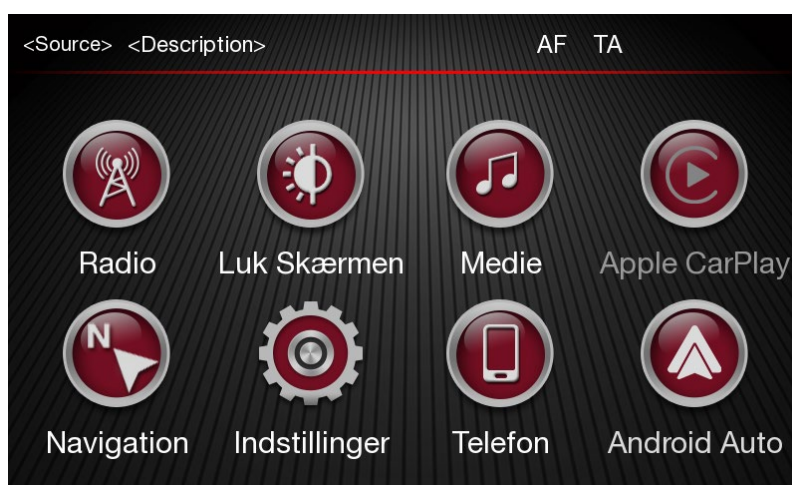 <Source> <Description> AF TA
Radio Luk Skærmen Medie Apple CarPlay
N
Navigation Indstillinger Telefon Android Auto